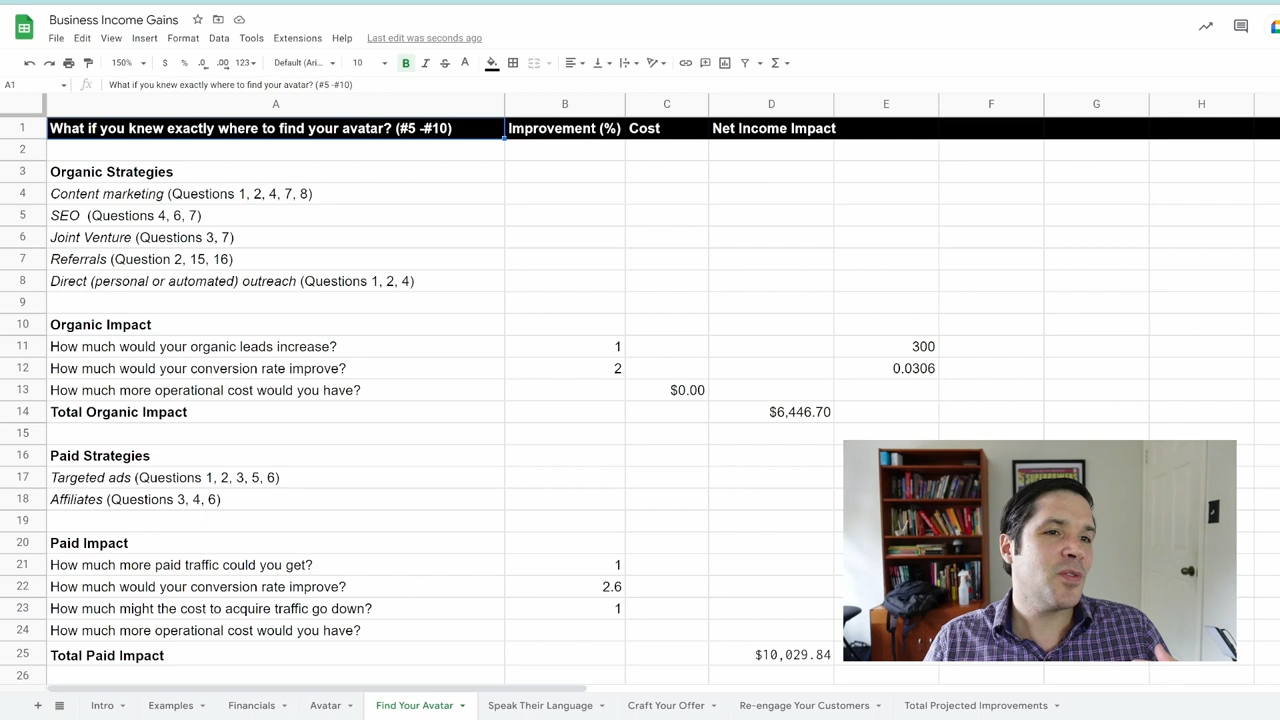 Business Income Gains
File Edit View Insert Format Data Tools Extensions Help Last edit was seconds ago
150% $ % .0 .00 123 Default (Ari... 10 B I S A
A1 fx What if you knew exactly where to find your avatar? (#5 -#10)
A B C D E F G H
1 What if you knew exactly where to find your avatar? (#5 -#10) Improvement (%) Cost Net Income Impact
2
3 Organic Strategies
4 Content marketing (Questions 1, 2, 4, 7, 8)
5 SEO (Questions 4, 6, 7)
6 Joint Venture (Questions 3, 7)
7 Referrals (Question 2, 15, 16)
8 Direct (personal or automated) outreach (Questions 1, 2, 4)
9
10 Organic Impact
11 How much would your organic leads increase? 1 300
12 How much would your conversion rate improve? 2 0.0306
13 How much more operational cost would you have? $0.00
14 Total Organic Impact $6,446.70
15
16 Paid Strategies
17 Targeted ads (Questions 1, 2, 3, 5, 6)
18 Affiliates (Questions 3, 4, 6)
19
20 Paid Impact
21 How much more paid traffic could you get? 1
22 How much would your conversion rate improve? 2.6
23 How much might the cost to acquire traffic go down? 1
24 How much more operational cost would you have?
25 Total Paid Impact $10,029.84
26
SUPERPOWERS
+ Intro Examples Financials Avatar Find Your Avatar Speak Their Language Craft Your Offer Re-engage Your Customers Total Projected Improvements